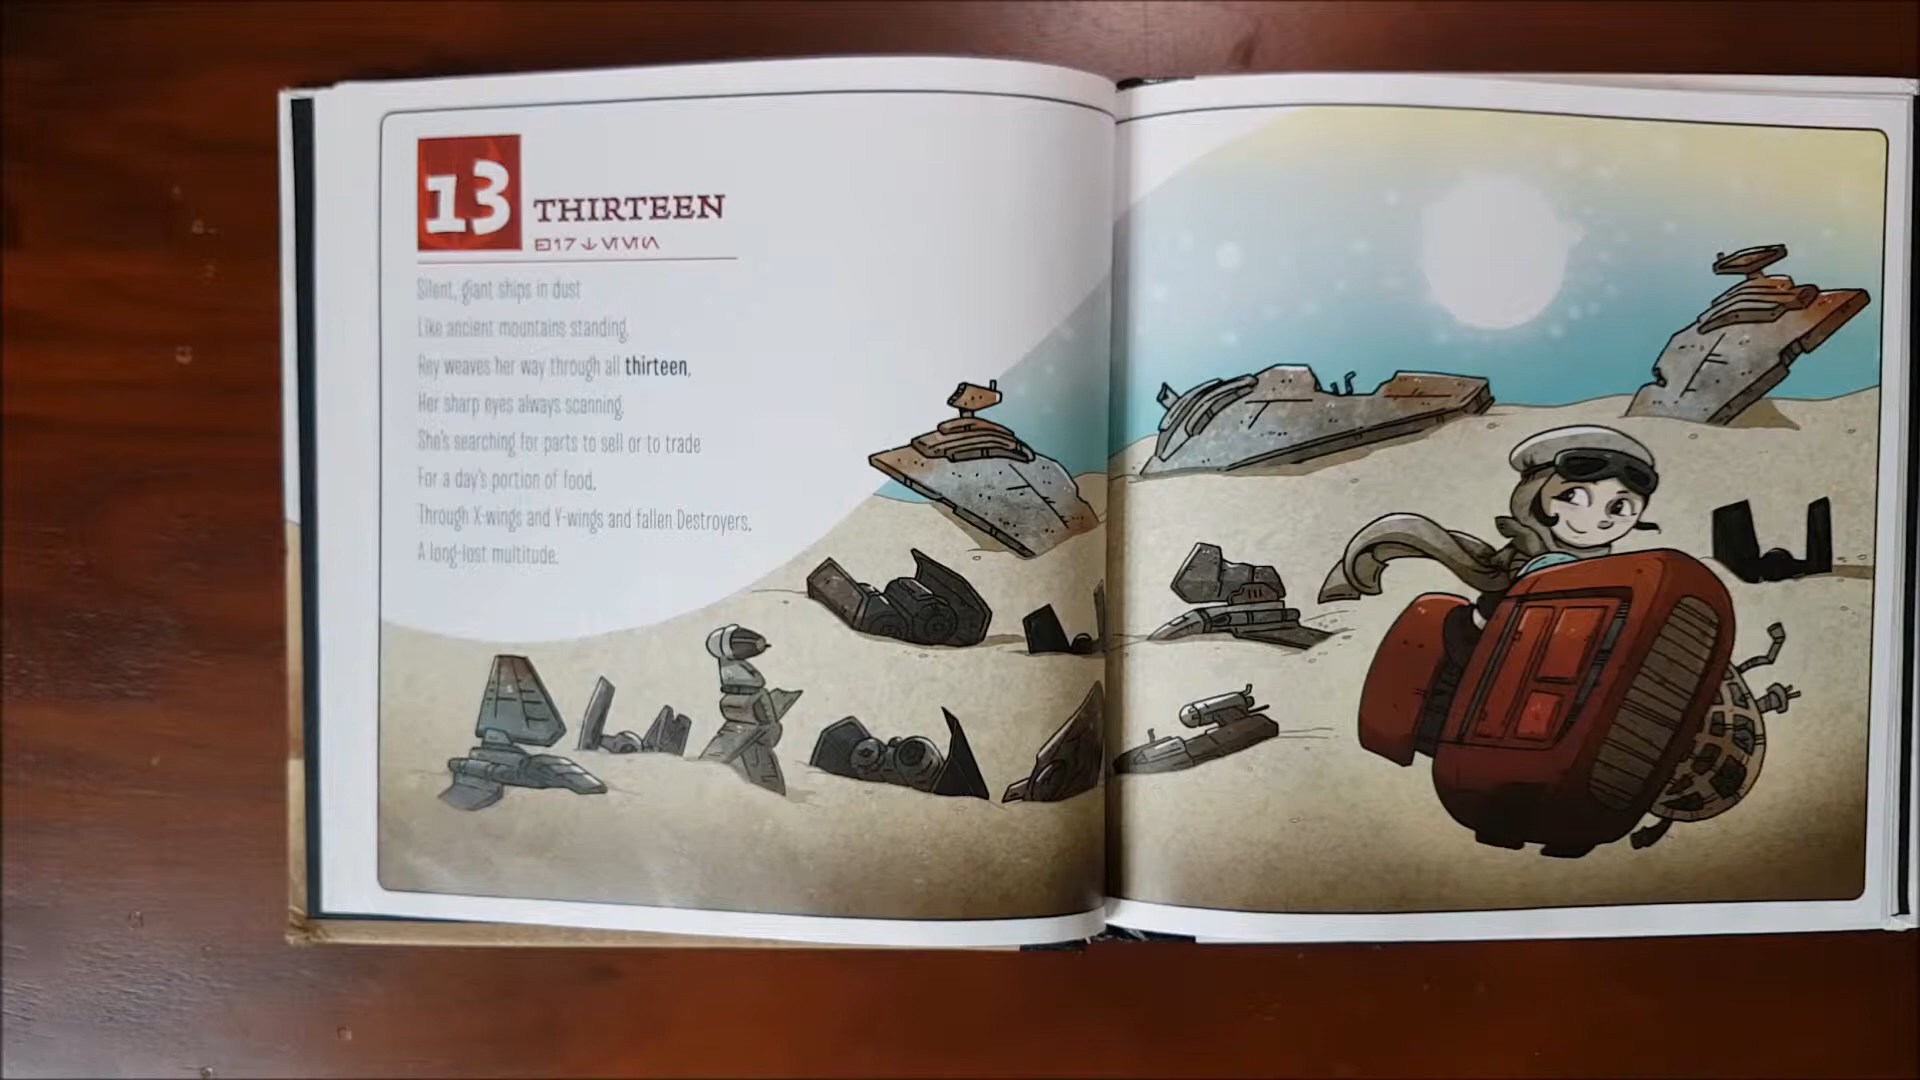 13
THIRTEEN
Silent, giant ships in dust
Like ancient mountains standing,
Rey weaves her way through all thirteen,
Her sharp eyes always scanning.
She's searching for parts to sell or to trade
For a day's portion of food,
Through X-wings and Y-wings and fallen Destroyers,
A long-lost multitude.